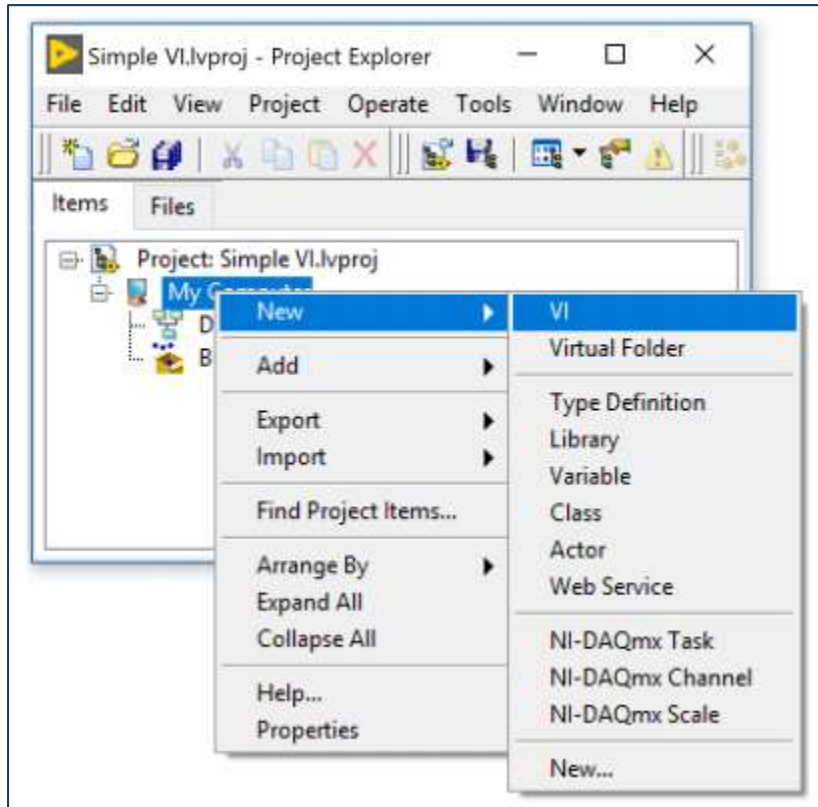 Simple VI.lvproj - Project Explorer
File Edit View Project Operate Tools Window Help
Items Files
Project: Simple VI.lvproj
My Computer
D
B
New
Add
Export
Import
Find Project Items...
Arrange By
Expand All
Collapse All
Help...
Properties
VI
Virtual Folder
Type Definition
Library
Variable
Class
Actor
Web Service
NI-DAQmx Task
NI-DAQmx Channel
NI-DAQmx Scale
New...